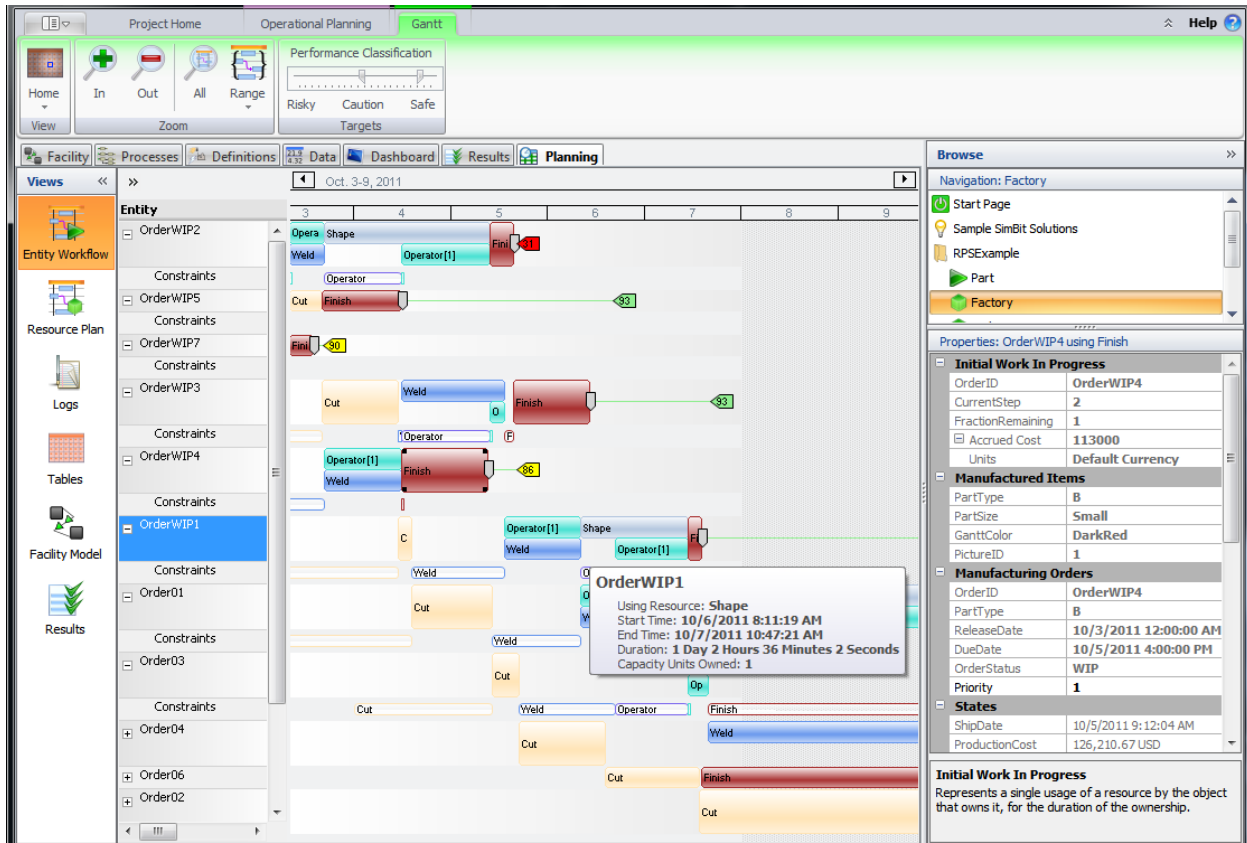 Project Home
Operational Planning
Gantt
Help
Home
In
Out
All
Range
Performance Classification
Risky Caution Safe
View
Zoom
Targets
Facility
Processes
Definitions
Data
Dashboard
Results
Planning
Views
Entity Workflow
Resource Plan
Logs
Tables
Facility Model
Results
Oct. 3-9, 2011
Entity
3 4 5 6 7 8 9
OrderWIP2
Opera Shape
Fini
Weld
Operator[1]
Constraints
Operator
OrderWIP5
Cut Finish
93
Constraints
OrderWIP7
Fini
90
Constraints
OrderWIP3
Cut
Weld
O
Finish
93
Constraints
Operator
F
OrderWIP4
Operator[1]
Weld
Finish
86
Constraints
OrderWIP1
C
Operator[1]
Shape
Weld
Operator[1]
Constraints
Weld
Order01
Cut
Constraints
Weld
Order03
Cut
Op
Constraints
Cut
Weld
Operator
Finish
Order04
Cut
Weld
Order06
Cut
Finish
Order02
Cut
OrderWIP1
Using Resource: Shape
Start Time: 10/6/2011 8:11:19 AM
End Time: 10/7/2011 10:47:21 AM
Duration: 1 Day 2 Hours 36 Minutes 2 Seconds
Capacity Units Owned: 1
Browse
Navigation: Factory
Start Page
Sample SimBit Solutions
RPSExample
Part
Factory
Properties: OrderWIP4 using Finish
Initial Work In Progress
OrderID OrderWIP4
CurrentStep 2
FractionRemaining 1
Accrued Cost 113000
Units Default Currency
Manufactured Items
PartType B
PartSize Small
GanttColor DarkRed
PictureID 1
Manufacturing Orders
OrderID OrderWIP4
PartType B
ReleaseDate 10/3/2011 12:00:00 AM
DueDate 10/5/2011 4:00:00 PM
OrderStatus WIP
Priority 1
States
ShipDate 10/5/2011 9:12:04 AM
ProductionCost 126,210.67 USD
Initial Work In Progress
Represents a single usage of a resource by the object
that owns it, for the duration of the ownership.